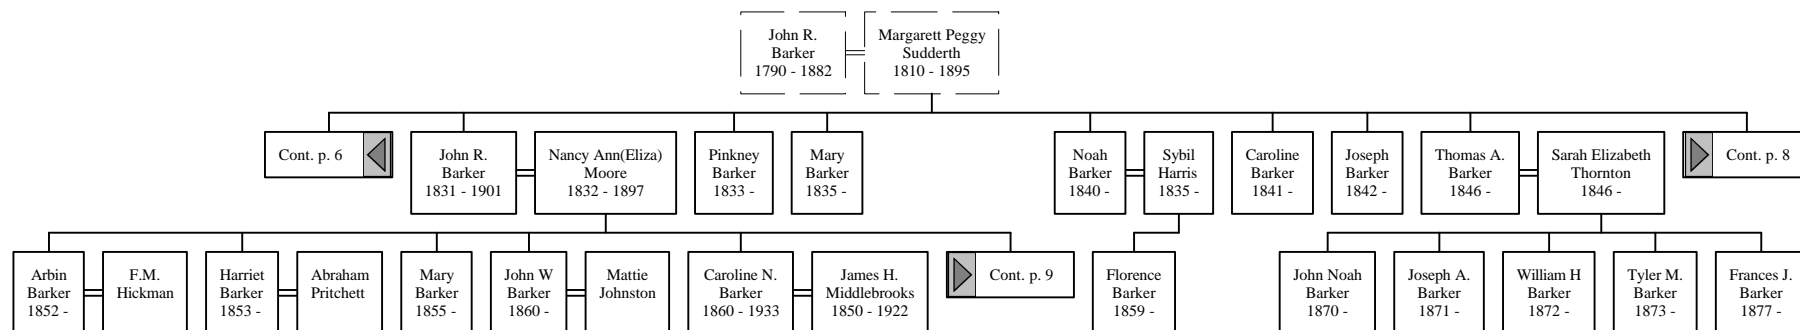 John R.
Barker
1790 - 1882
Margarett Peggy
Sudderth
1810 - 1895
Cont. p. 6
John R.
Barker
1831 - 1901
Nancy Ann(Eliza)
Moore
1832 - 1897
Pinkney
Barker
1833 -
Mary
Barker
1835 -
Noah
Barker
1840 -
Sybil
Harris
1835 -
Caroline
Barker
1841 -
Joseph
Barker
1842 -
Thomas A.
Barker
1846 -
Sarah Elizabeth
Thornton
1846 -
Cont. p. 8
Arbin
Barker
1852 -
F.M.
Hickman
Harriet
Barker
1853 -
Abraham
Pritchett
Mary
Barker
1855 -
John W
Barker
1860 -
Mattie
Johnston
Caroline N.
Barker
1860 - 1933
James H.
Middlebrooks
1850 - 1922
Cont. p. 9
Florence
Barker
1859 -
John Noah
Barker
1870 -
Joseph A.
Barker
1871 -
William H
Barker
1872 -
Tyler M.
Barker
1873 -
Frances J.
Barker
1877 -